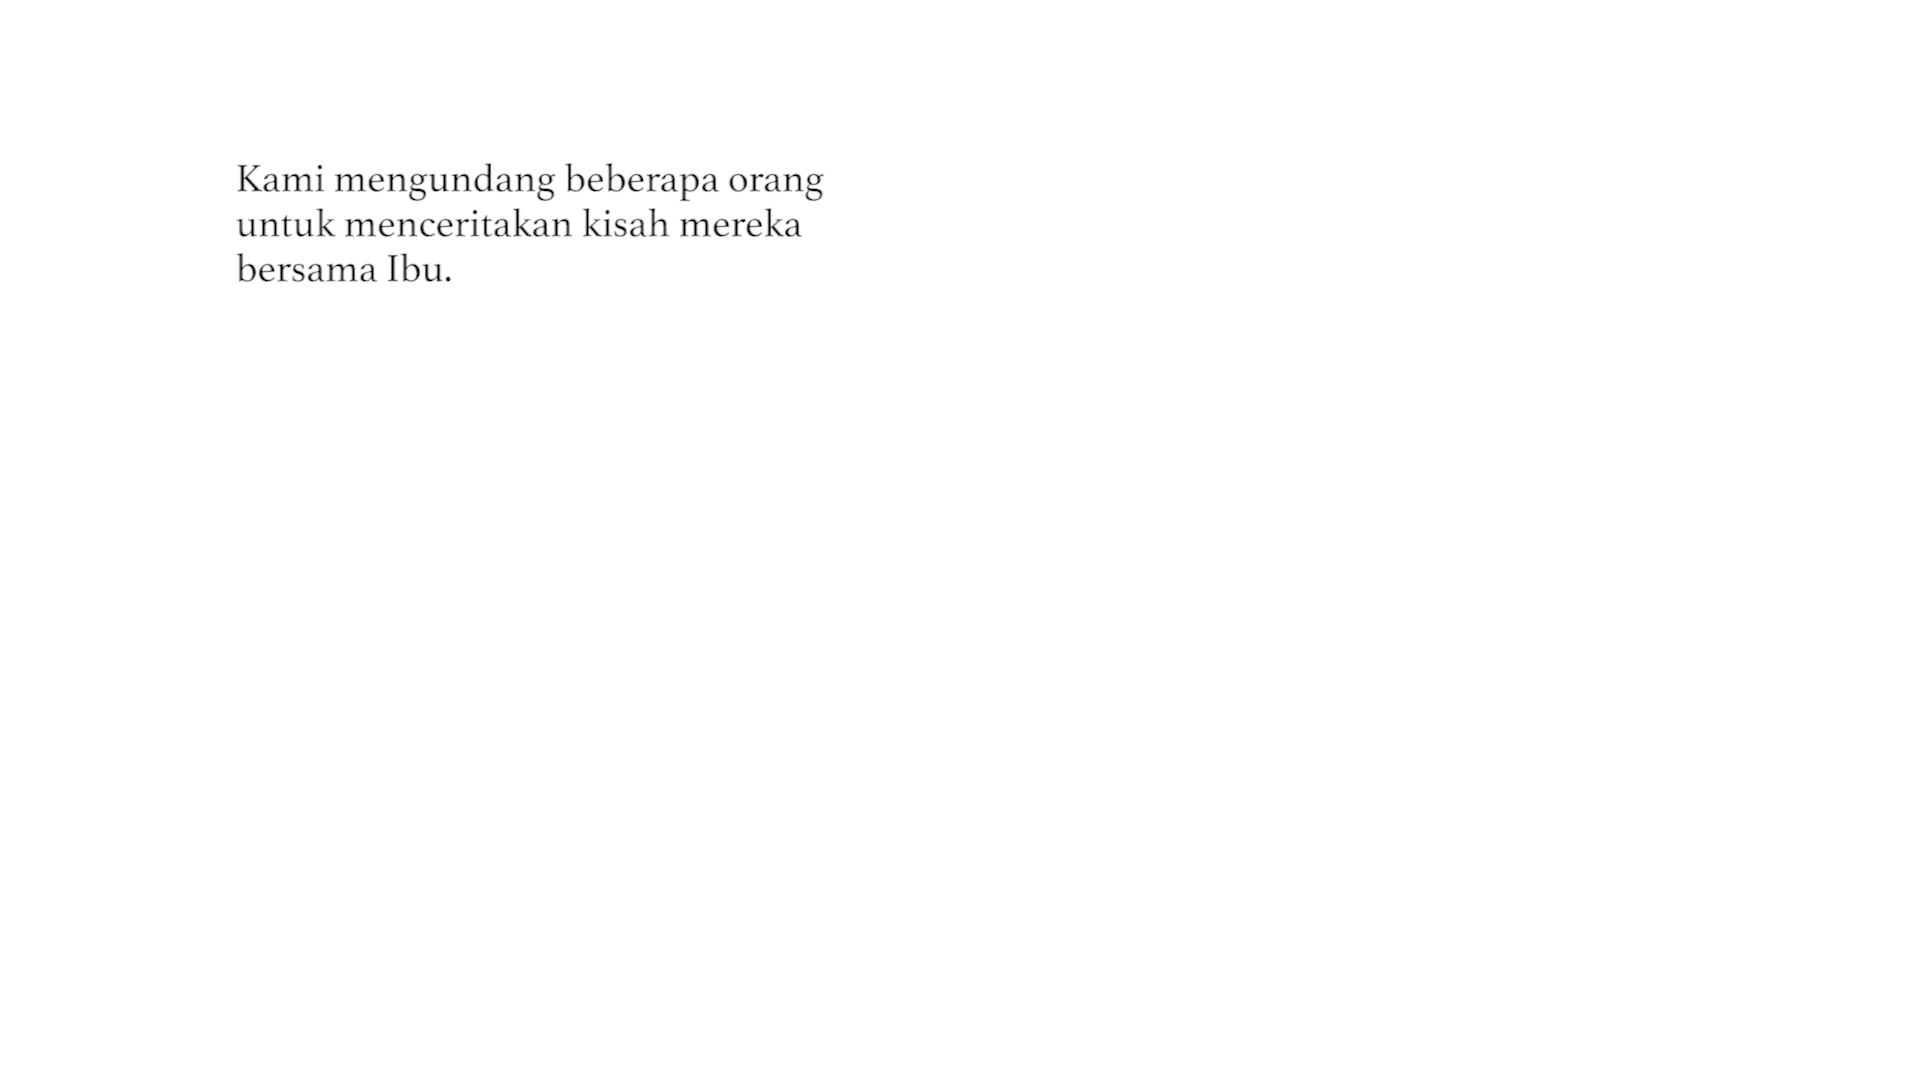 Kami mengundang beberapa orang
untuk menceritakan kisah mereka
bersama Ibu.